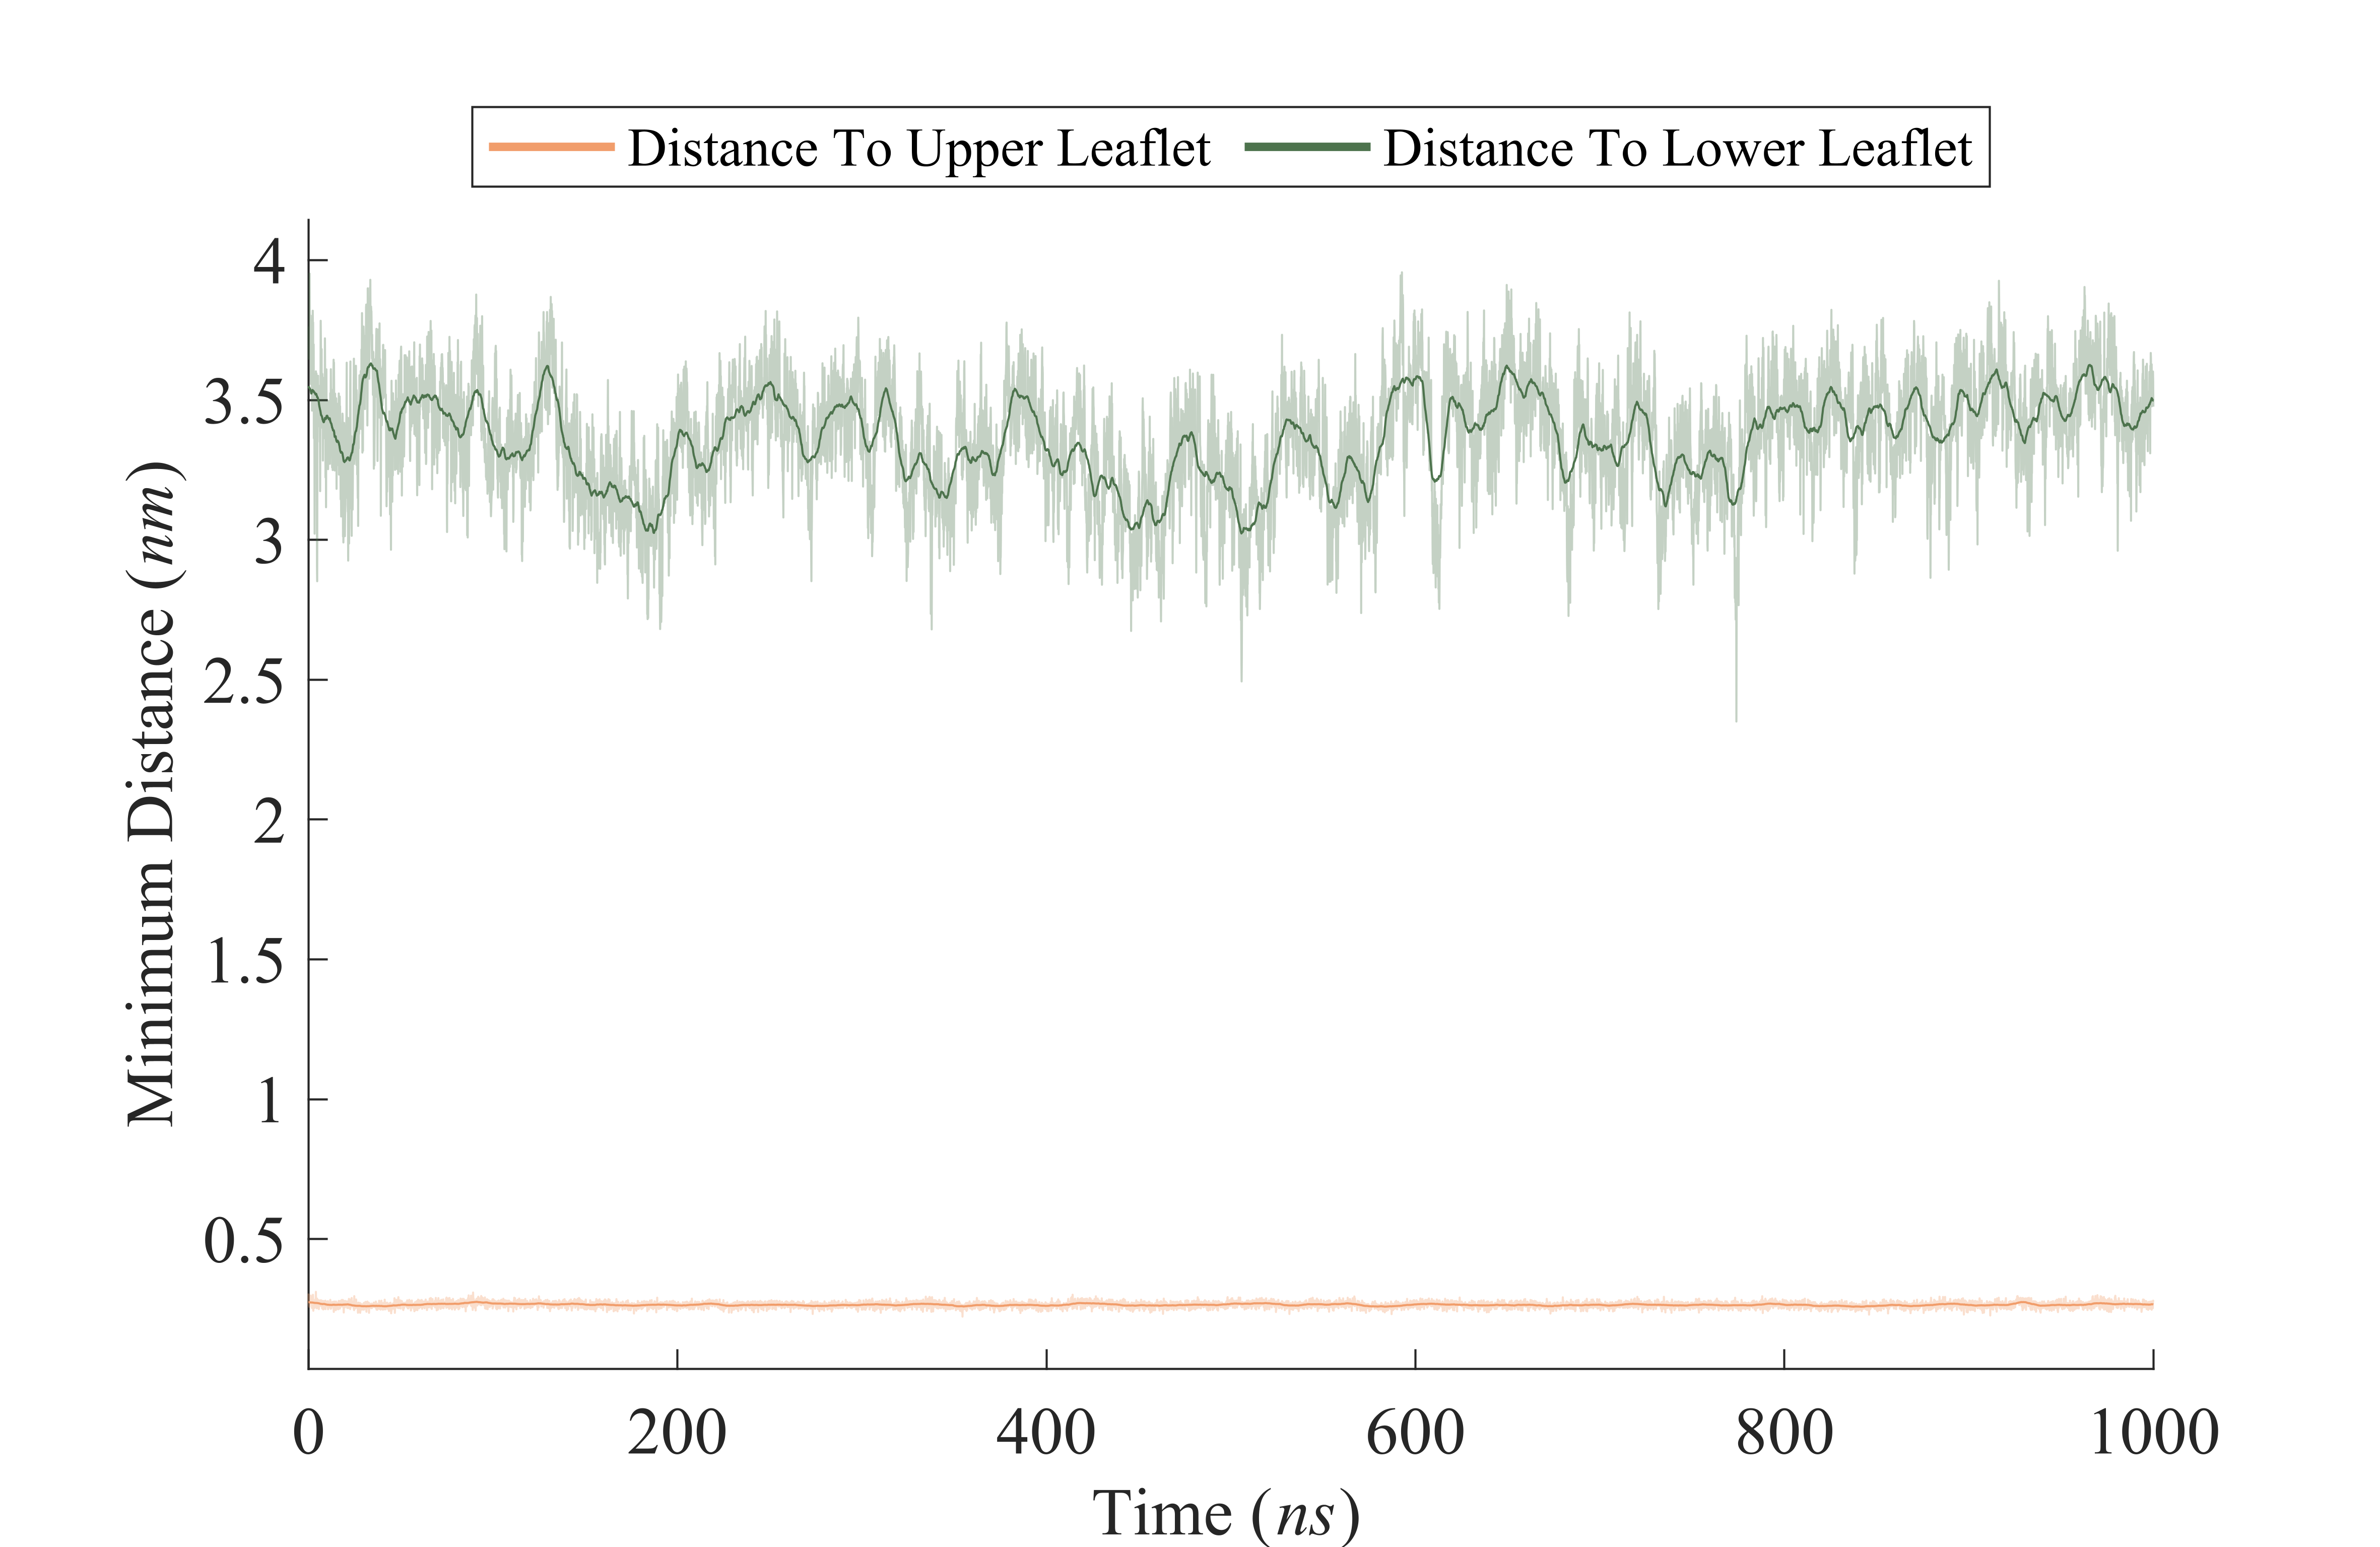 Distance To Upper Leaflet Distance To Lower Leaflet
4
3.5
3
2.5
2
1.5
1
0.5
Minimum Distance (nm)
0 200 400 600 800 1000
Time (ns)